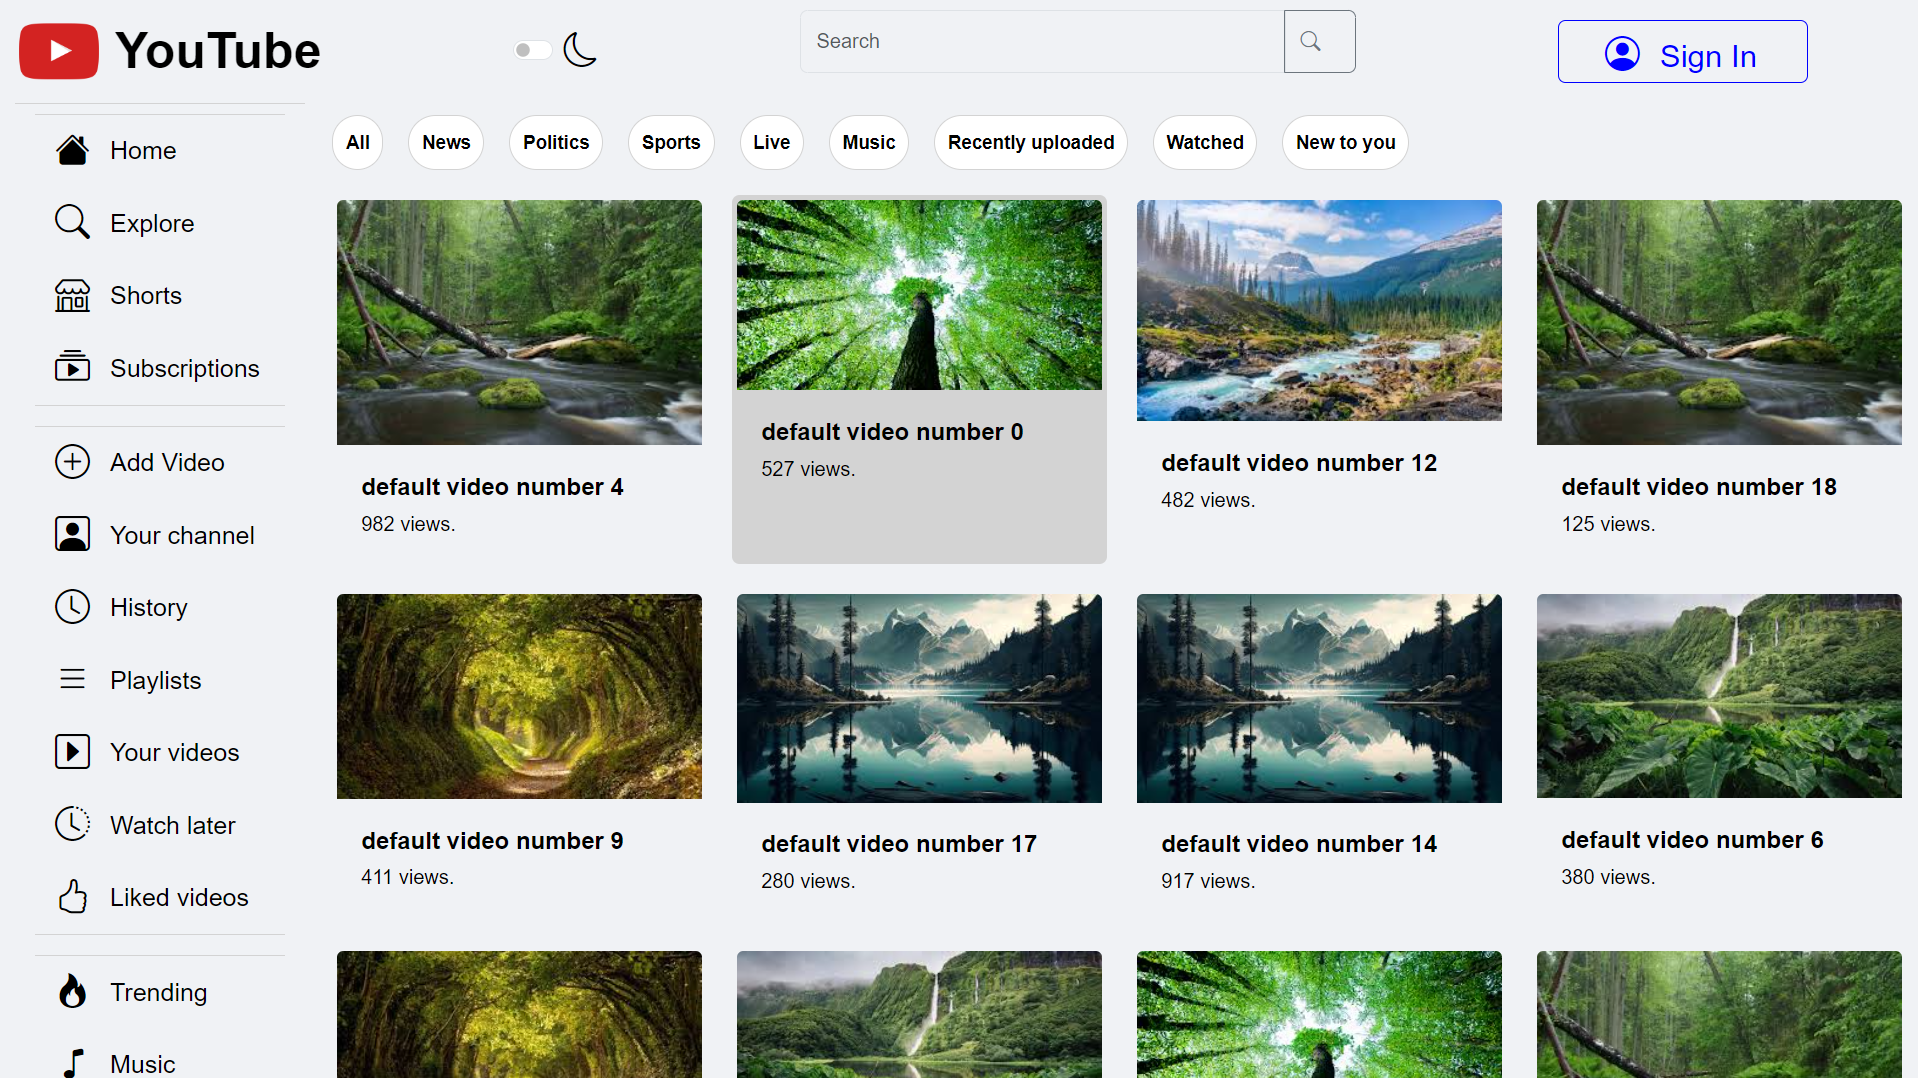 YouTube
Search
Sign In
Home
Explore
Shorts
Subscriptions
Add Video
Your channel
History
Playlists
Your videos
Watch later
Liked videos
Trending
Music
All
News
Politics
Sports
Live
Music
Recently uploaded
Watched
New to you
default video number 4
982 views.
default video number 0
527 views.
default video number 12
482 views.
default video number 18
125 views.
default video number 9
411 views.
default video number 17
280 views.
default video number 14
917 views.
default video number 6
380 views.